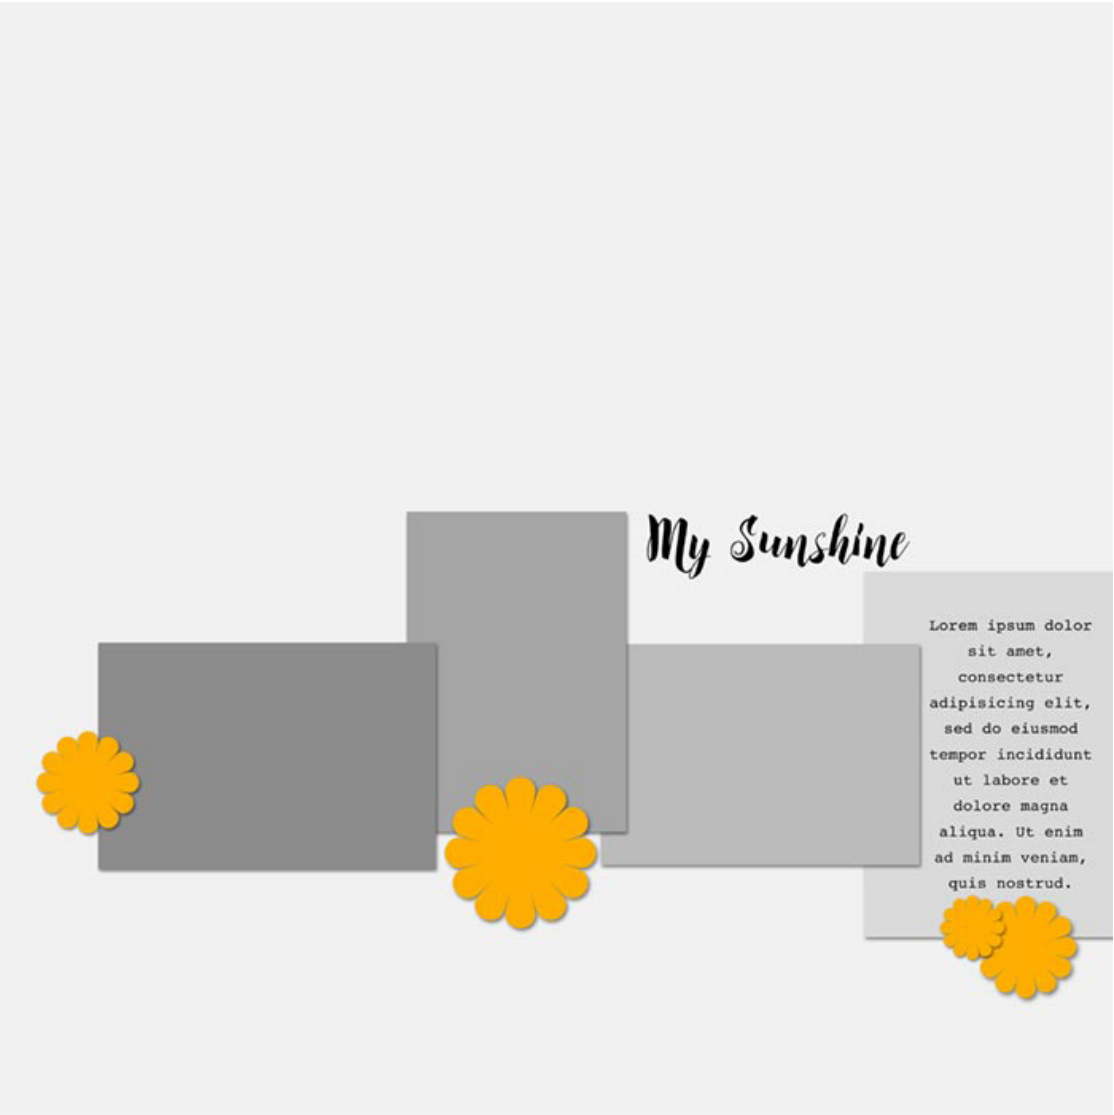 My Sunshine
Lorem ipsum dolor
sit amet,
consectetur
adipisicing elit,
sed do eiusmod
tempor incididunt
ut labore et
dolore magna
aliqua. Ut enim
ad minim veniam,
quis nostrud.